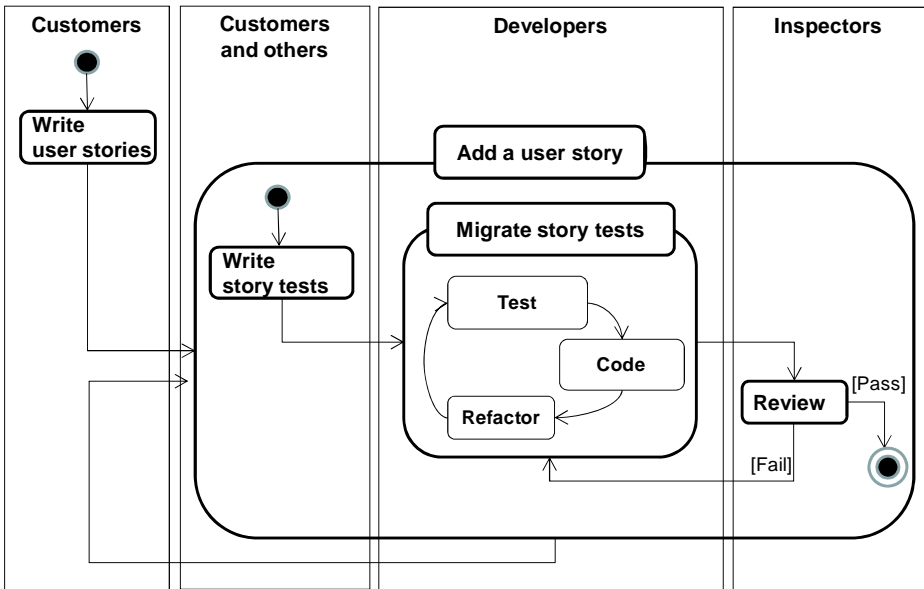 Customers
Customers
and others
Developers
Inspectors
Write
user stories
Add a user story
Write
story tests
Migrate story tests
Test
Code
Refactor
Review
[Pass]
[Fail]